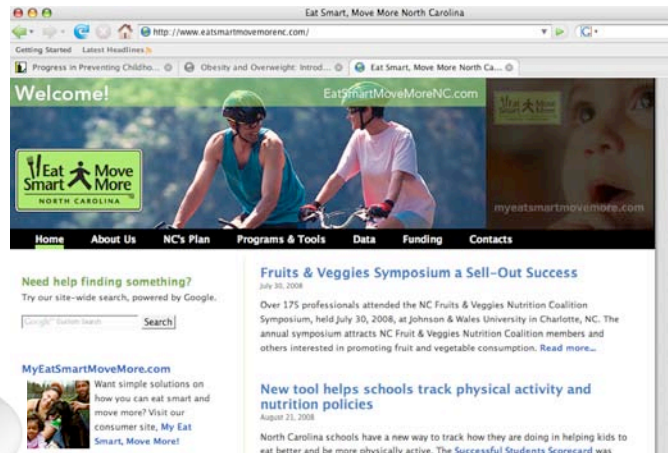 Eat Smart, Move More North Carolina
http://www.eatsmartmovemorenc.com/
Getting Started Latest Headlines
Progress in Preventing Childho...
Obesity and Overweight: Introd...
Eat Smart, Move More North Ca...
Welcome!
EatSmartMoveMoreNC.com
Eat Move
Smart More
NORTH CAROLINA
Eat Move
Smart More
myeatsmartmovemore.com
Home About Us NC's Plan Programs & Tools Data Funding Contacts
Need help finding something?
Try our site-wide search, powered by Google.
Google™ Custom Search Search
MyEatSmartMoveMore.com
Want simple solutions on
how you can eat smart and
move more? Visit our
consumer site, My Eat
Smart, Move More!
Fruits & Veggies Symposium a Sell-Out Success
July 30, 2008
Over 175 professionals attended the NC Fruits & Veggies Nutrition Coalition
Symposium, held July 30, 2008, at Johnson & Wales University in Charlotte, NC. The
annual symposium attracts NC Fruit & Veggies Nutrition Coalition members and
others interested in promoting fruit and vegetable consumption. Read more...
New tool helps schools track physical activity and
nutrition policies
August 21, 2008
North Carolina schools have a new way to track how they are doing in helping kids to
eat better and be more physically active. The Successful Students Scorecard was